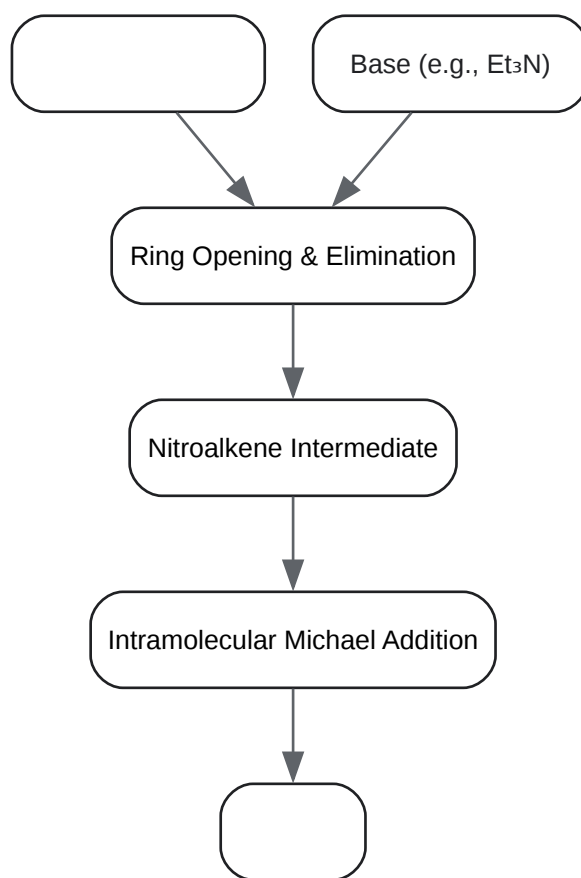 Base (e.g., Et₃N)
Ring Opening & Elimination
Nitroalkene Intermediate
Intramolecular Michael Addition